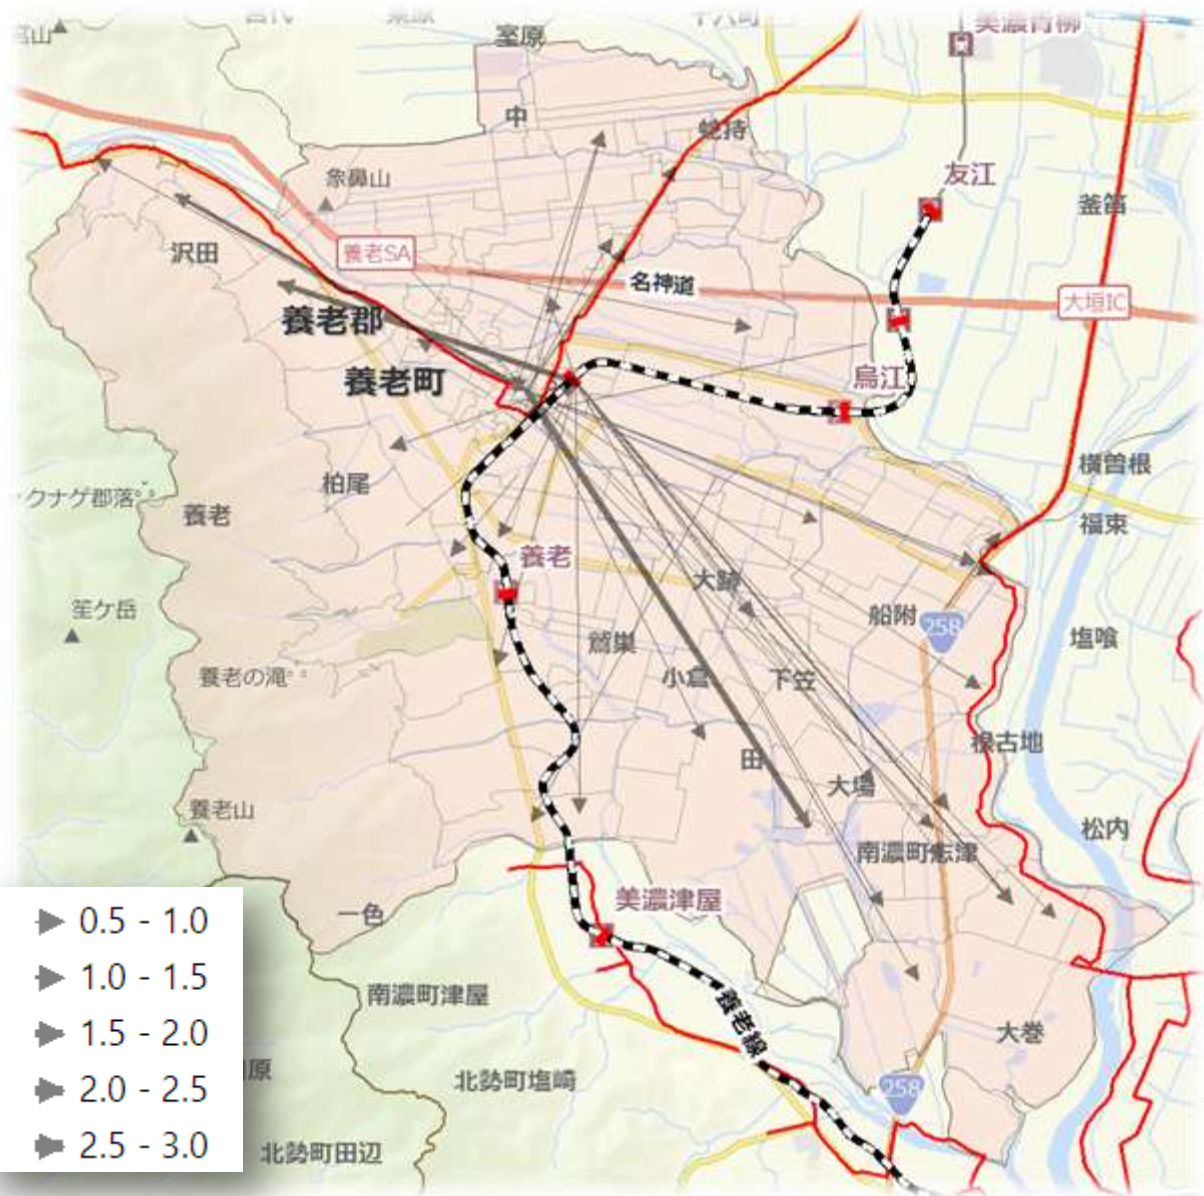 室原
美濃青柳
中
蛇持
象鼻山
友江
釜笛
沢田
養老SA
名神道
大垣IC
養老郡
養老町
烏江
横曽根
柏尾
クナゲ郡落
養老
福束
養老
大跡
笙ケ岳
船附
258
塩喰
鷲巣
養老の滝
小倉
下笠
根古地
田
大場
養老山
松内
南濃町志津
一色
美濃津屋
0.5 - 1.0
1.0 - 1.5
南濃町津屋
1.5 - 2.0
養老線
大巻
2.0 - 2.5
原
北勢町塩崎
258
2.5 - 3.0
北勢町田辺